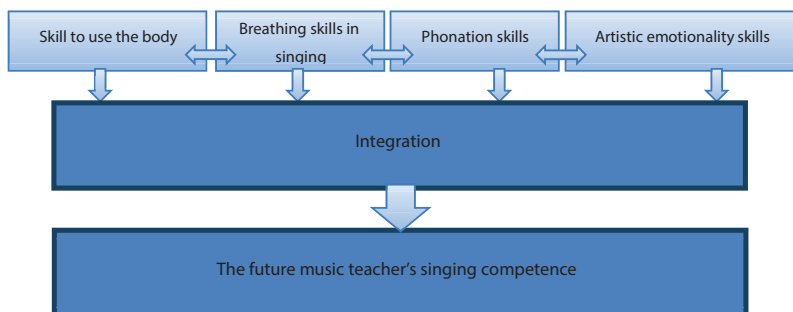 Skill to use the body
Breathing skills in
singing
Phonation skills
Artistic emotionality skills
Integration
The future music teacher's singing competence